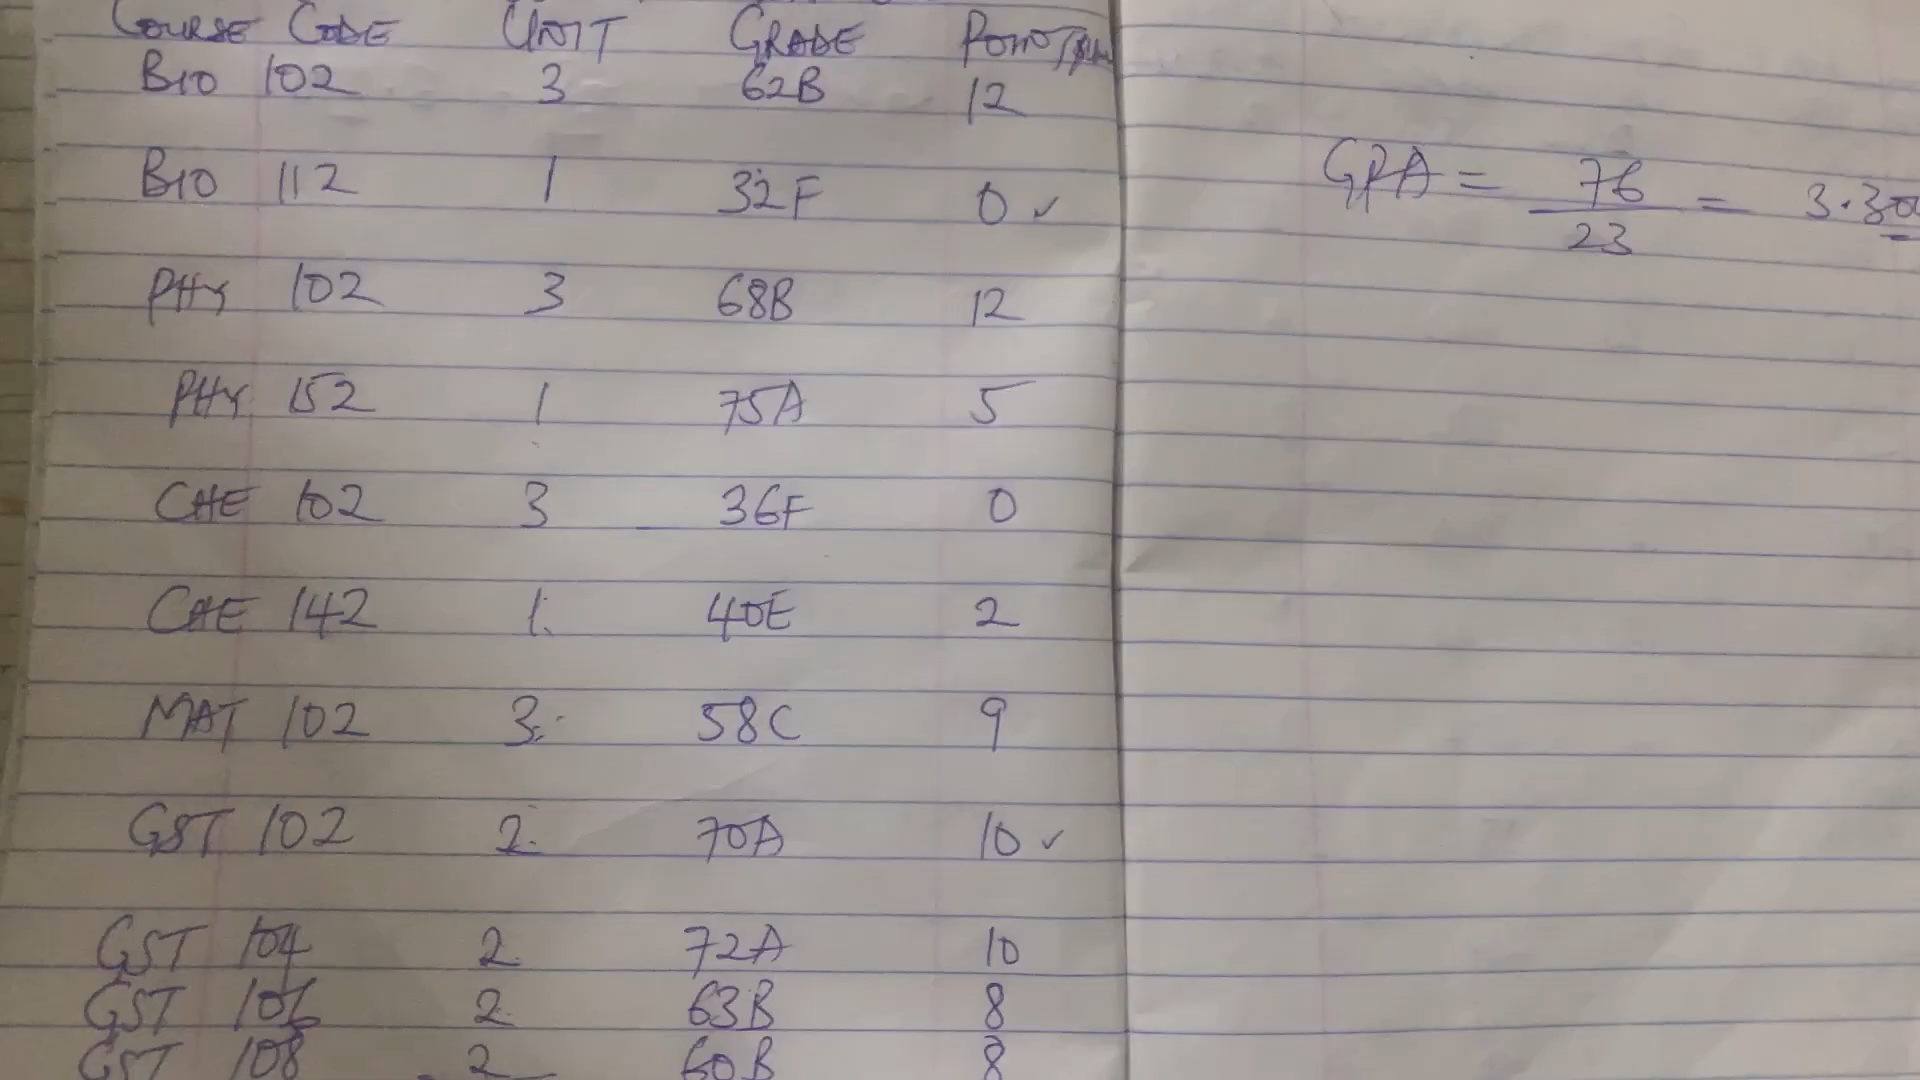 COURSE CODE UNIT GRADE
BIO 102 3 62B 12
BIO 112 1 32F 0 ✓
PHY 102 3 68B 12
PHY 152 1 75A 5
CHE 102 3 36F 0
CHE 142 1 40E 2
MAT 102 3 58C 9
GST 102 2 70A 10 ✓
GST 104 2 72A 10
GST 106 2 63B 8
GST 108 2 60B 8
GPA = 76
23 = 3.30